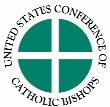 UNITED STATES CONFERENCE OF
CATHOLIC BISHOPS